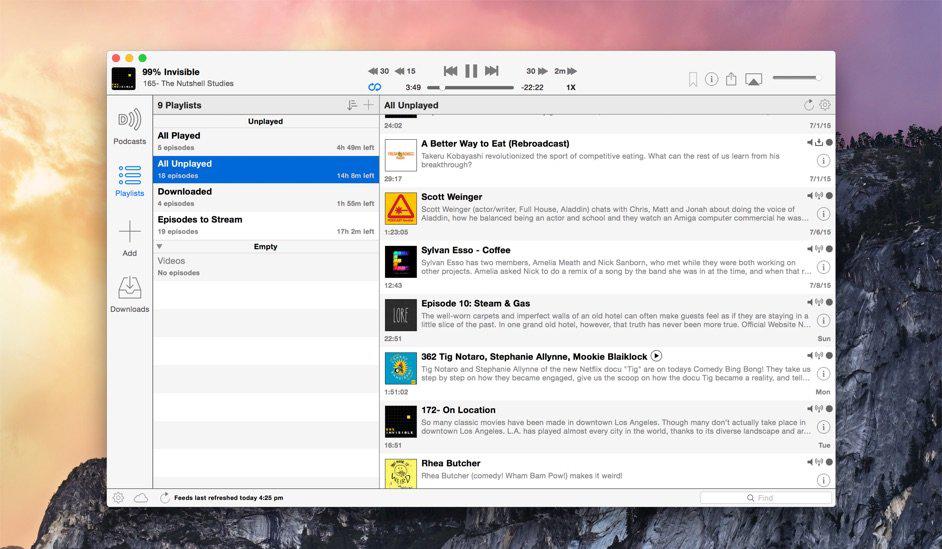 99% Invisible
165- The Nutshell Studies
30 15
30 2m
3:49 -22:22 1X
9 Playlists
All Unplayed
Podcasts
Playlists
Add
Downloads
Unplayed
All Played
5 episodes 4h 49m left
All Unplayed
18 episodes 14h 8m left
Downloaded
4 episodes 1h 55m left
Episodes to Stream
19 episodes 17h 2m left
Empty
Videos
No episodes
24:02 7/1/15
A Better Way to Eat (Rebroadcast)
Takeru Kobayashi revolutionized the sport of competitive eating. What can the rest of us learn from his
breakthrough?
29:17 7/1/15
Scott Weinger
Scott Weinger (actor/writer, Full House, Aladdin) chats with Chris, Matt and Jonah about doing the voice of
Aladdin, how he balanced being an actor and school and they watch an Amiga computer commercial he was...
1:23:05 7/6/15
Sylvan Esso - Coffee
Sylvan Esso has two members, Amelia Meath and Nick Sanborn, who met while they were both working on
other projects. Amelia asked Nick to do a remix of a song by the band she was in at the time, and when that r...
12:43 7/8/15
LORE
Episode 10: Steam & Gas
The well-worn carpets and imperfect walls of an old hotel can often make guests feel as if they are staying in a
little slice of the past. In one grand old hotel, however, that truth has never been more true. Official Website N...
22:51 Sun
362 Tig Notaro, Stephanie Allynne, Mookie Blaiklock
Tig Notaro and Stephanie Allynne of the new Netflix docu "Tig" are on todays Comedy Bing Bong! They take us
step by step on how they became engaged, give us the scoop on how the docu Tig became a reality, and tell...
1:51:02 Mon
172- On Location
So many classic movies have been made in downtown Los Angeles. Though many don't actually take place in
downtown Los Angeles. L.A. has played almost every city in the world, thanks to its diverse landscape and ar...
16:51 Tue
Rhea Butcher
Rhea Butcher (comedy! Wham Bam Pow!) makes it weird!
Feeds last refreshed today 4:25 pm
Find